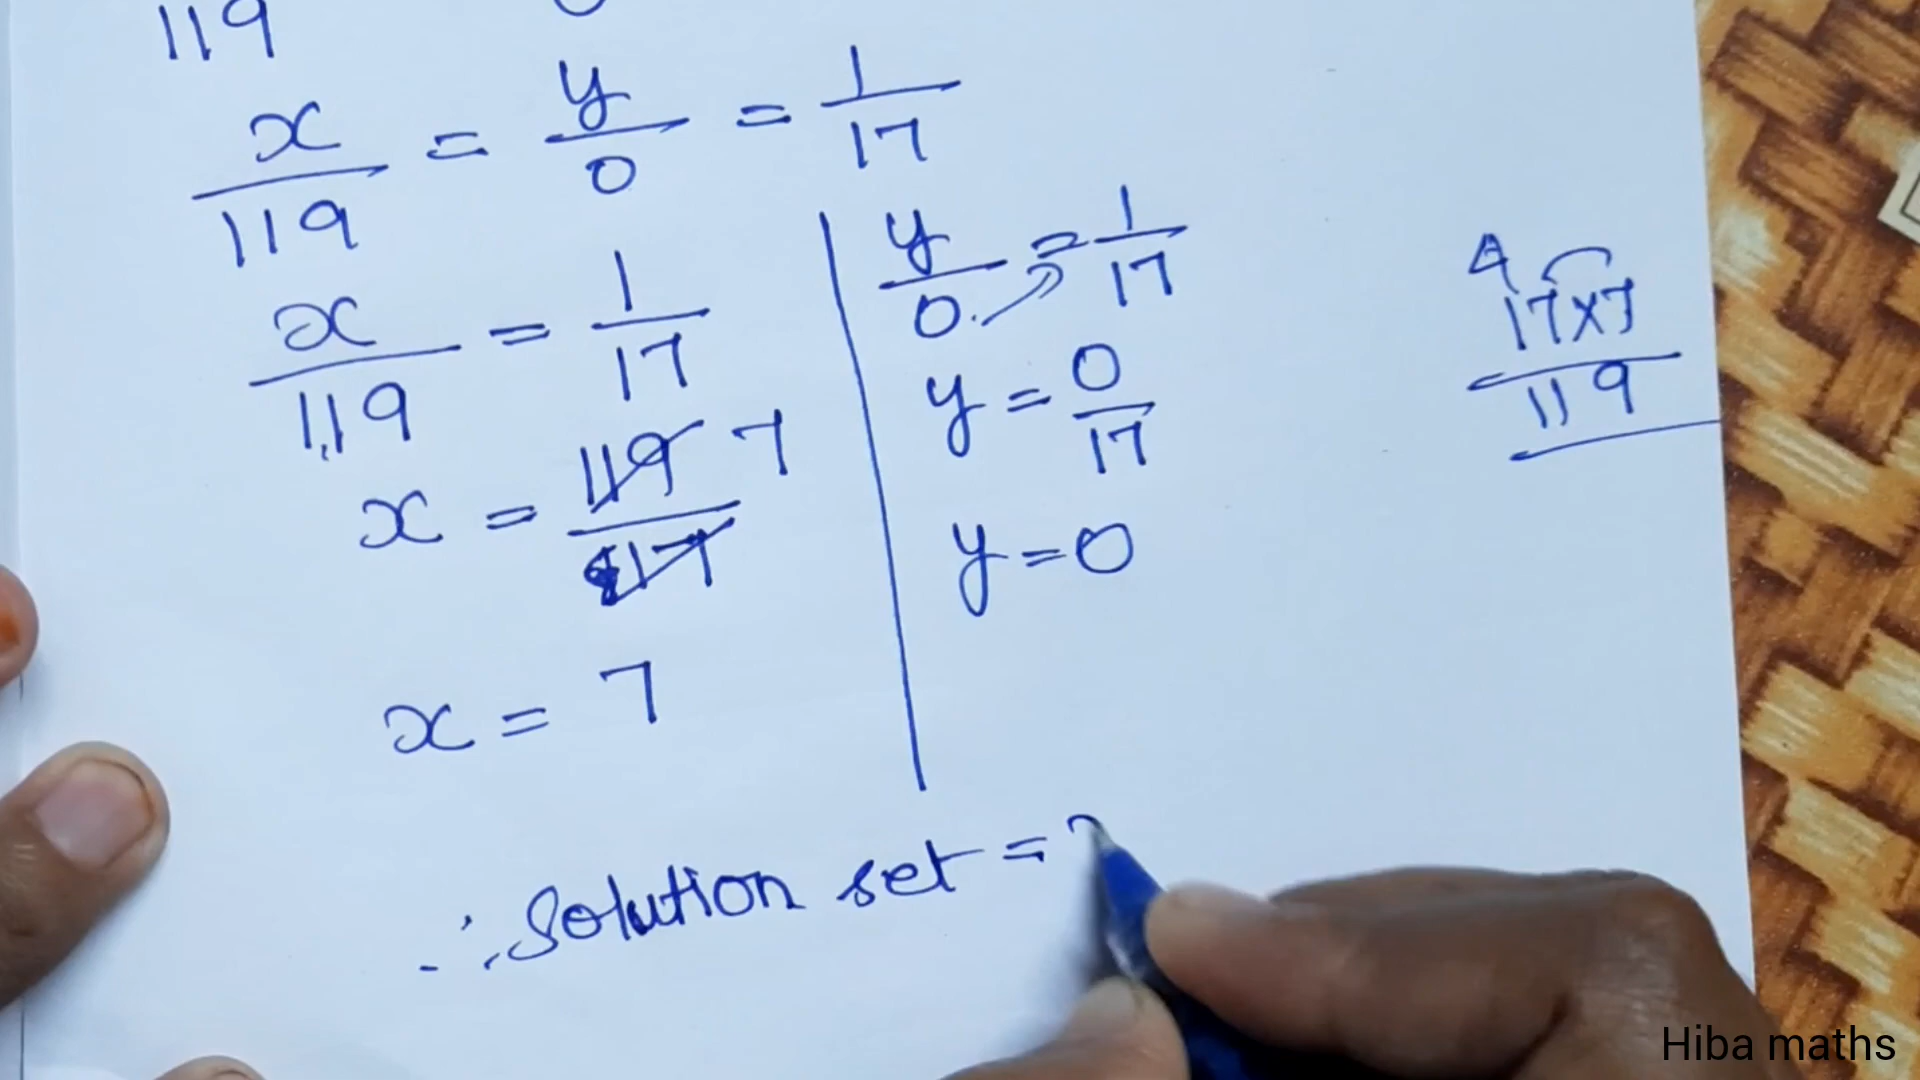 119
x/119 = y/0 = 1/17
x/119 = 1/17
x = 119/17 7
x = 7
y/0 = 1/17
y = 0/17
y = 0
4
17×7
119
∴ Solution set =
Hiba maths